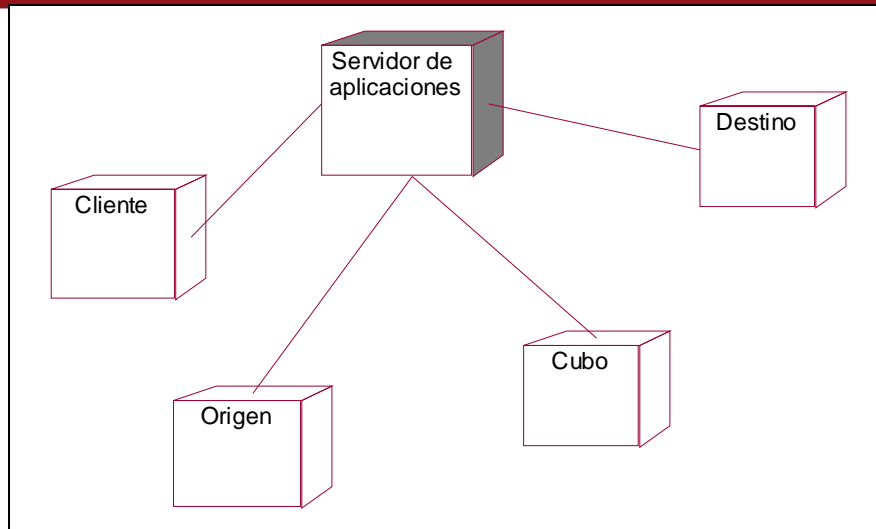 Servidor de
aplicaciones
Destino
Cliente
Cubo
Origen